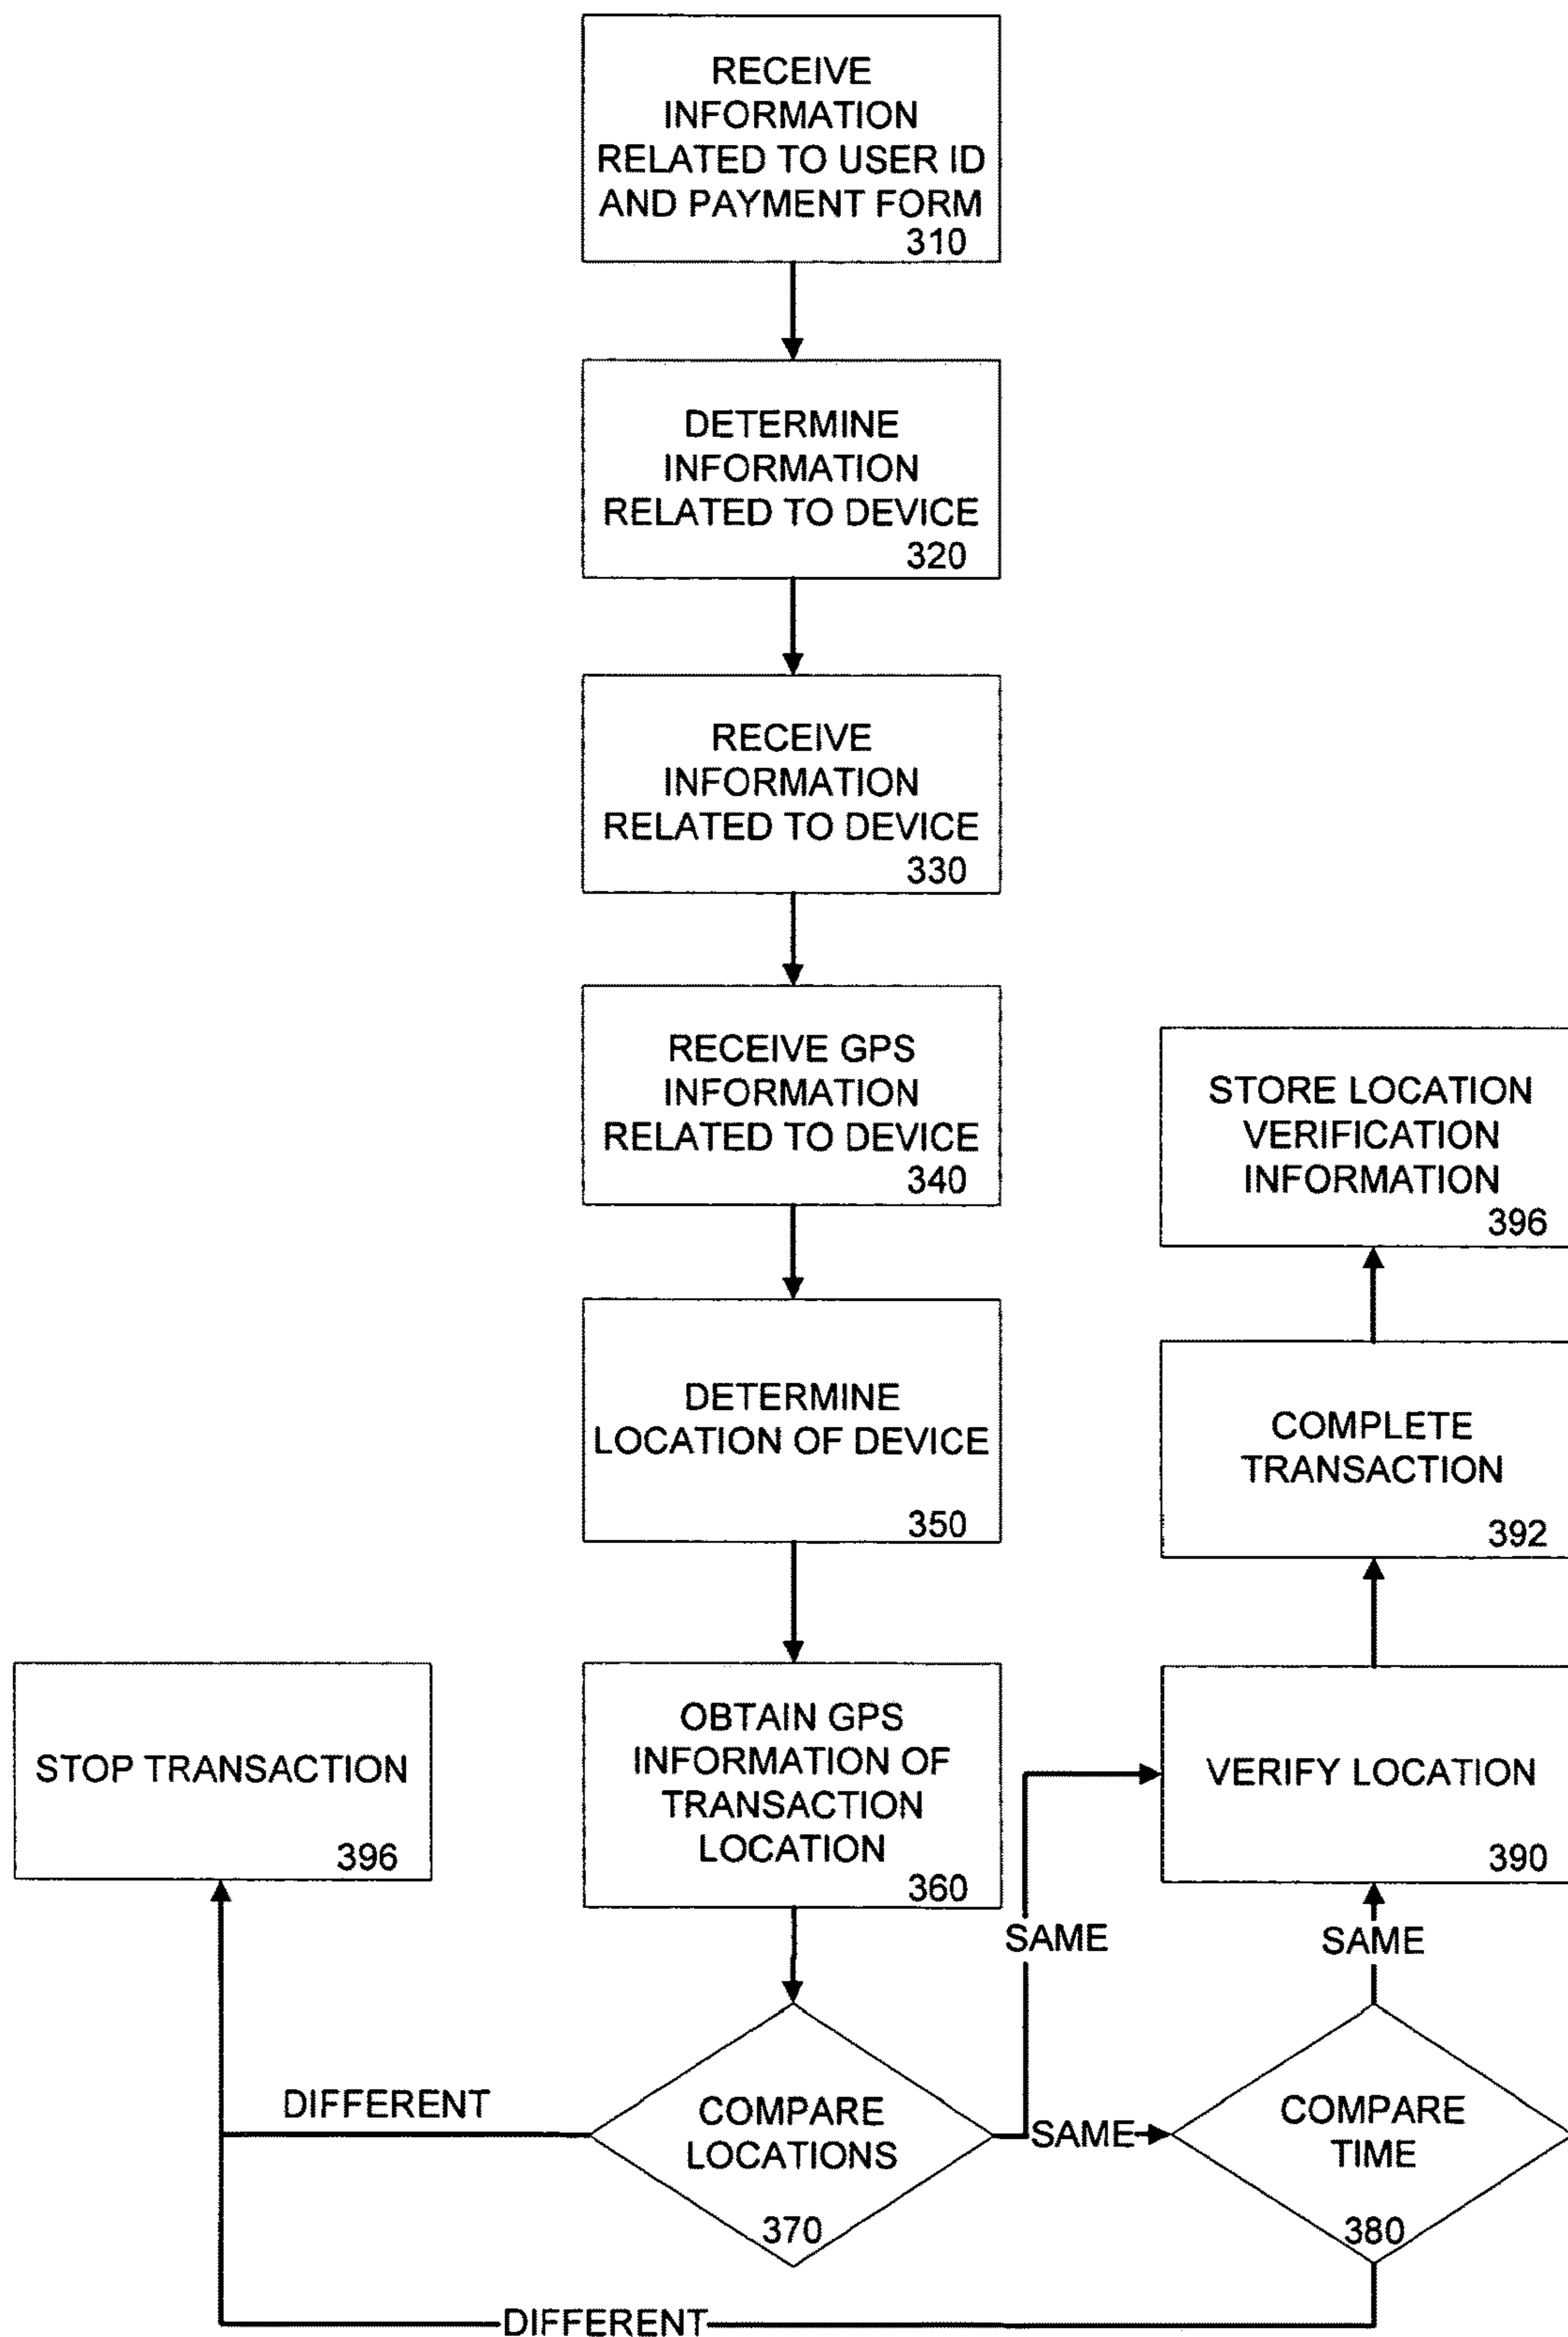 RECEIVE
INFORMATION
RELATED TO USER ID
AND PAYMENT FORM
310
DETERMINE
INFORMATION
RELATED TO DEVICE
320
RECEIVE
INFORMATION
RELATED TO DEVICE
330
RECEIVE GPS
INFORMATION
RELATED TO DEVICE
340
DETERMINE
LOCATION OF DEVICE
350
OBTAIN GPS
INFORMATION OF
TRANSACTION
LOCATION
360
COMPARE
LOCATIONS
370
DIFFERENT
STOP TRANSACTION
396
SAME
SAME
COMPARE
TIME
380
DIFFERENT
SAME
VERIFY LOCATION
390
COMPLETE
TRANSACTION
392
STORE LOCATION
VERIFICATION
INFORMATION
396